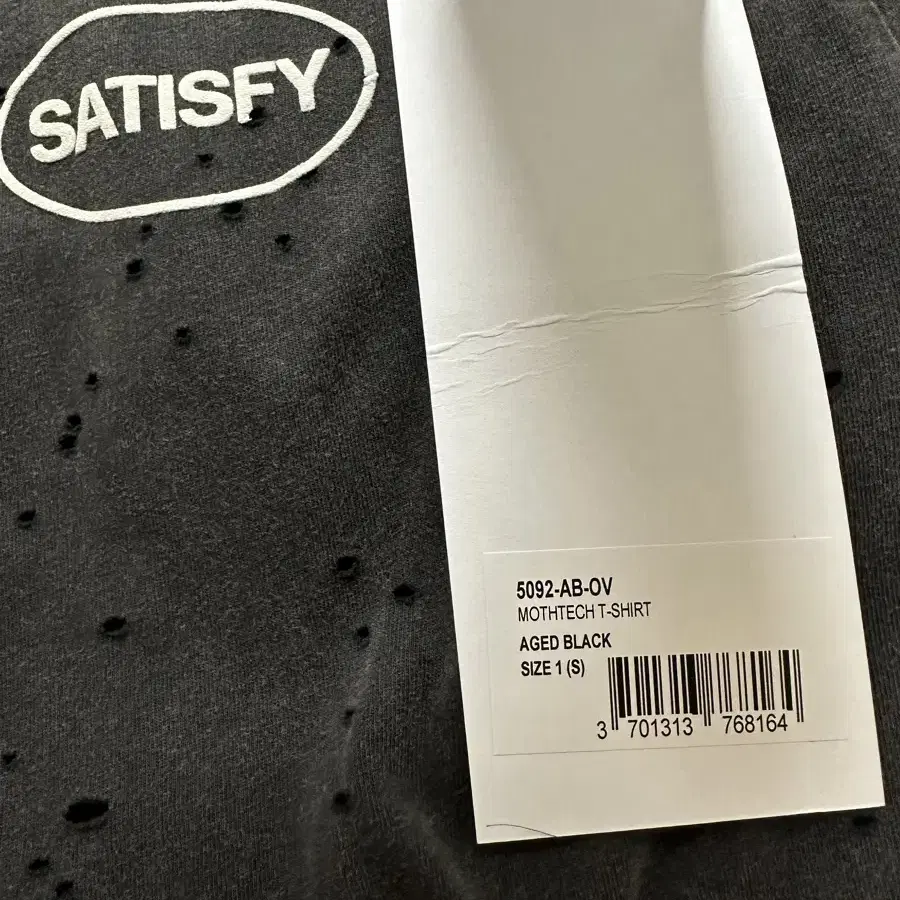 SATISFY
5092-AB-OV
MOTHTECH T-SHIRT
AGED BLACK
SIZE 1 (S)
3 701313 768164